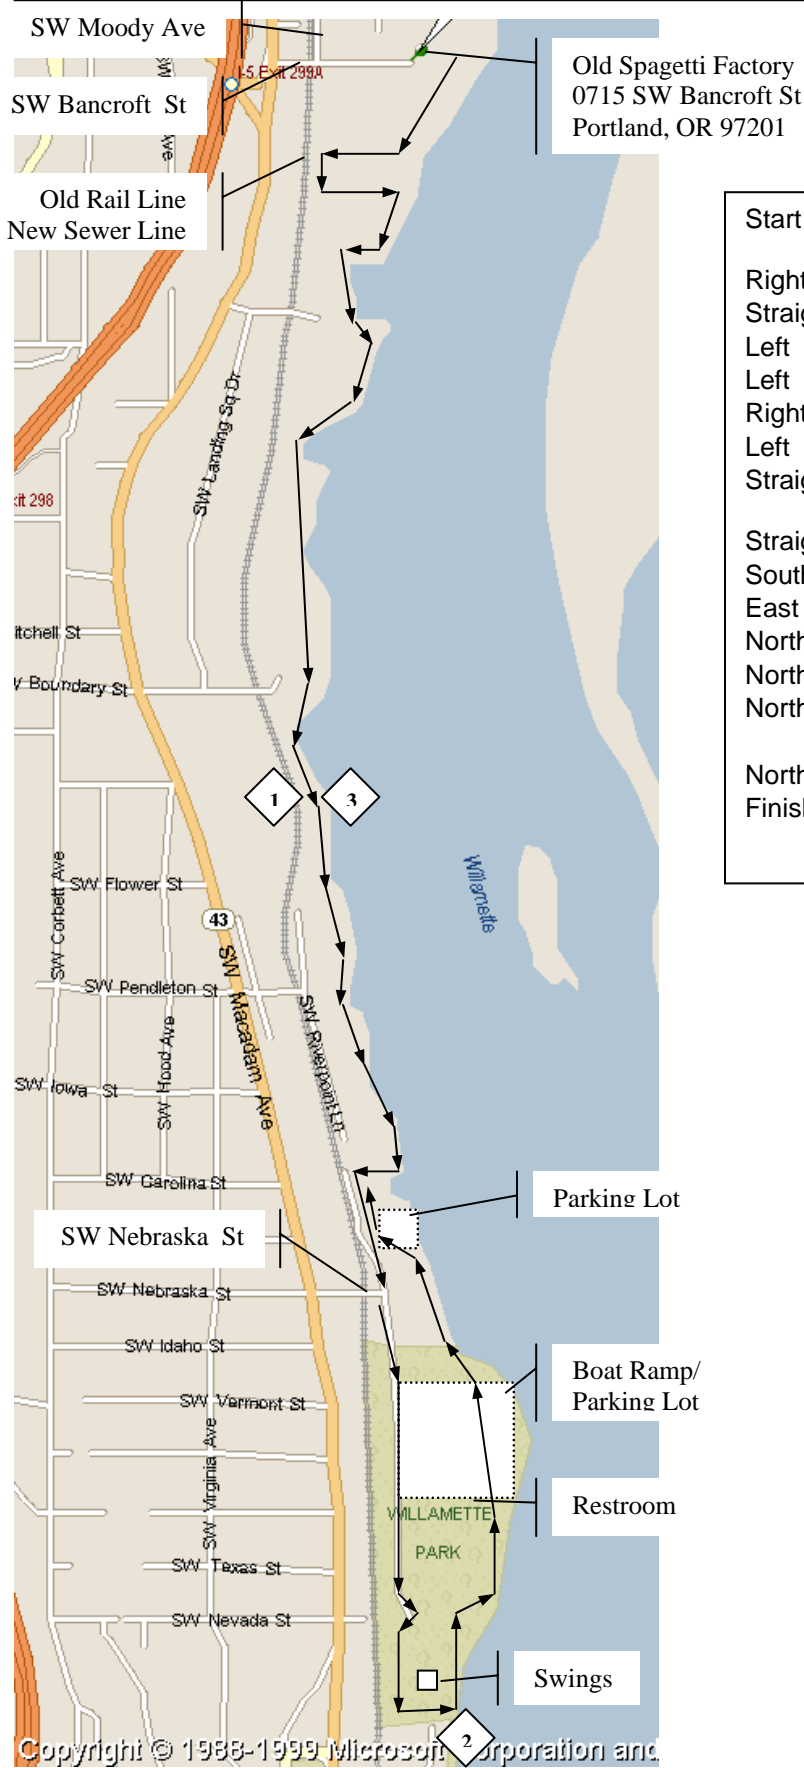 SW Moody Ave
I-5 Exit 299A
SW Bancroft St
Old Spagetti Factory
0715 SW Bancroft St
Portland, OR 97201
Old Rail Line
New Sewer Line
Start
Right
Left
Left
Right
Left
East
North
North
North
North
SW Landing Sq Dr
xit 298
itchell St
Boundary St
1
3
SW Corbett Ave
SW Flower St
43
Willamette
SW Macadam Ave
SW Pendleton St
SW Hood Ave
SW Riverpoint Ln
SW Iowa St
SW Carolina St
Parking Lot
SW Nebraska St
SW Nebraska St
SW Idaho St
Boat Ramp/
Parking Lot
SW Vermont St
SW Virginia Ave
Restroom
WILLAMETTE
PARK
SW Texas St
SW Nevada St
Swings
2
Copyright © 1988-1999 Microsoft orporation and